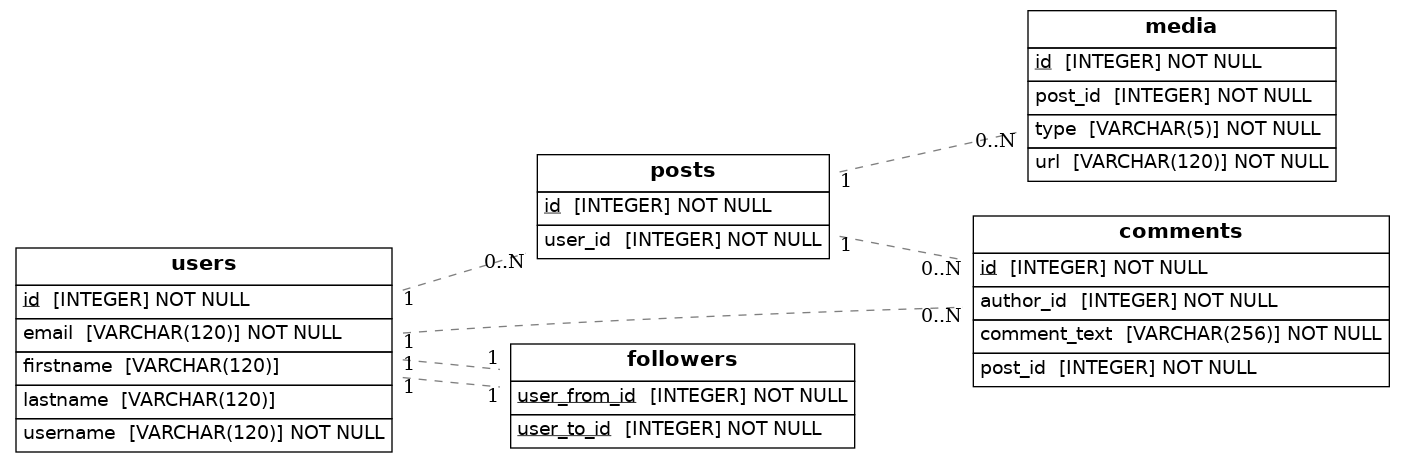 media
id [INTEGER] NOT NULL
post_id [INTEGER] NOT NULL
type [VARCHAR(5)] NOT NULL
url [VARCHAR(120)] NOT NULL
0..N
1
posts
id [INTEGER] NOT NULL
user_id [INTEGER] NOT NULL
1
0..N
comments
id [INTEGER] NOT NULL
author_id [INTEGER] NOT NULL
comment_text [VARCHAR(256)] NOT NULL
post_id [INTEGER] NOT NULL
0..N
0..N
1
1
1
1
users
id [INTEGER] NOT NULL
email [VARCHAR(120)] NOT NULL
firstname [VARCHAR(120)]
lastname [VARCHAR(120)]
username [VARCHAR(120)] NOT NULL
1
1
followers
user_from_id [INTEGER] NOT NULL
user_to_id [INTEGER] NOT NULL